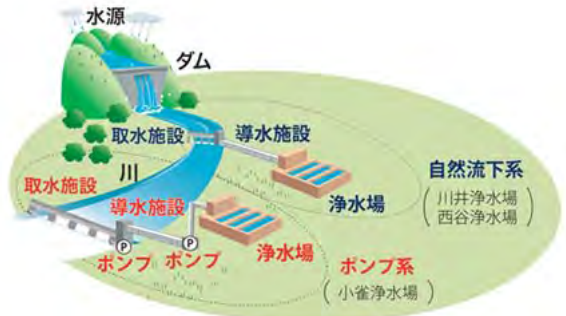 水源
ダム
取水施設
導水施設
自然流下系
(川井浄水場
西谷浄水場)
浄水場
川
取水施設
導水施設
P
P
ポンプ
ポンプ
浄水場
ポンプ系
(小雀浄水場)